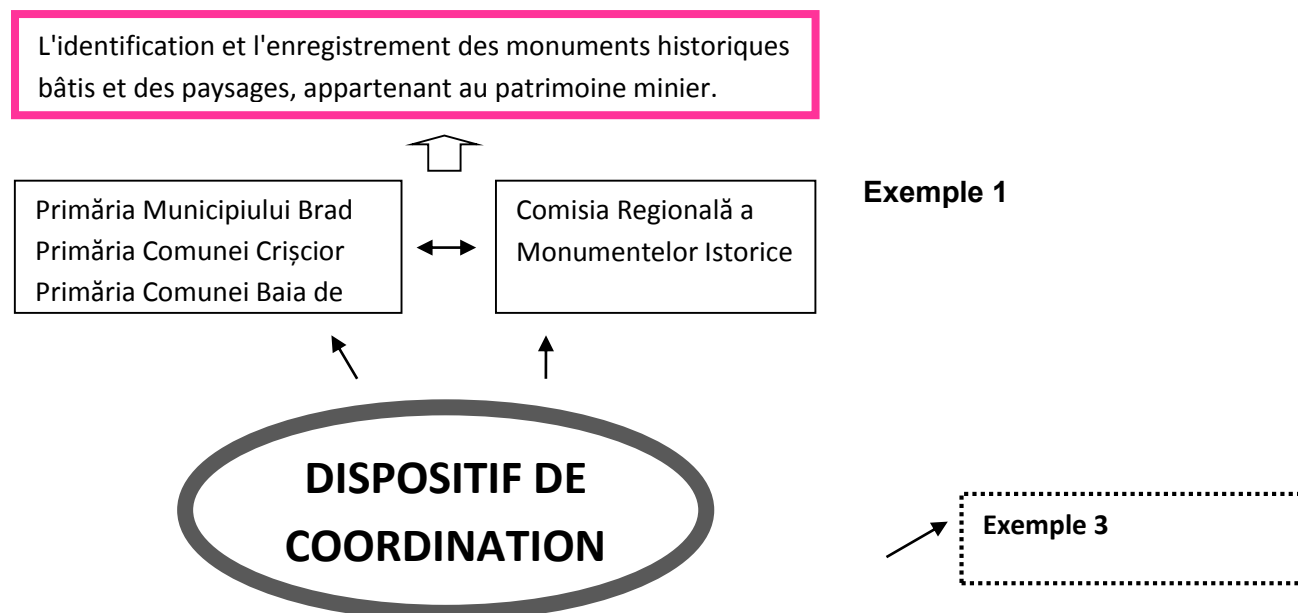 L'identification et l'enregistrement des monuments historiques
bâtis et des paysages, appartenant au patrimoine minier.
Primăria Municipiului Brad
Primăria Comunei Crișcior
Primăria Comunei Baia de
Comisia Regională a
Monumentelor Istorice
Exemple 1
DISPOSITIF DE
COORDINATION
Exemple 3